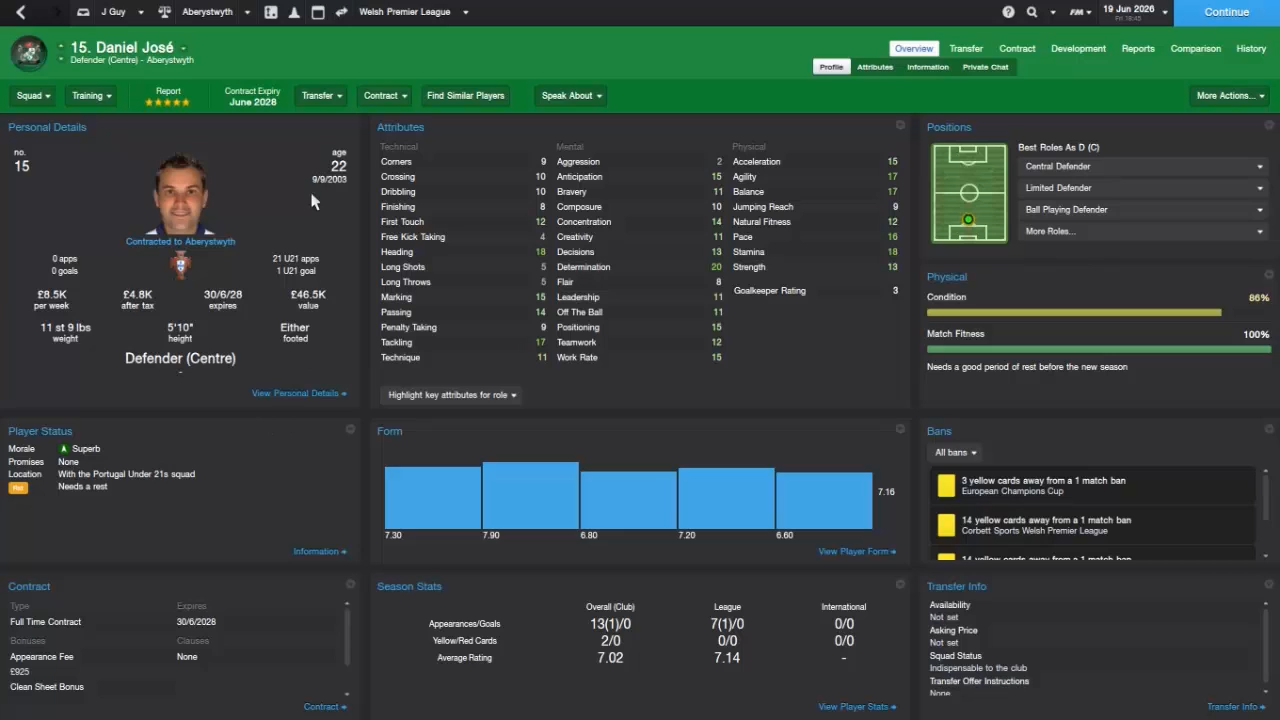 J Guy
Aberystwyth
Welsh Premier League
FM
19 Jun 2026
Fri 18:45
Continue
15. Daniel José
Defender (Centre) - Aberystwyth
Overview Transfer Contract Development Reports Comparison History
Profile Attributes Information Private Chat
Squad
Training
Report
Contract Expiry
June 2028
Transfer
Contract
Find Similar Players
Speak About
More Actions...
Personal Details
no.
15
age
22
9/9/2003
Contracted to Aberystwyth
0 apps
0 goals
21 U21 apps
1 U21 goal
£8.5K £4.8K 30/6/28 £46.5K
per week after tax expires value
11 st 9 lbs 5'10" Either
weight height footed
Defender (Centre)
-
View Personal Details
Attributes
Technical Mental Physical
Corners 9 Aggression 2 Acceleration 15
Crossing 10 Anticipation 15 Agility 17
Dribbling 10 Bravery 11 Balance 17
Finishing 8 Composure 10 Jumping Reach 9
First Touch 12 Concentration 14 Natural Fitness 12
Free Kick Taking 4 Creativity 11 Pace 16
Heading 18 Decisions 13 Stamina 18
Long Shots 5 Determination 20 Strength 13
Long Throws 5 Flair 8
Goalkeeper Rating 3
Marking 15 Leadership 11
Passing 14 Off The Ball 11
Penalty Taking 9 Positioning 15
Tackling 17 Teamwork 12
Technique 11 Work Rate 15
Highlight key attributes for role
Positions
Best Roles As D (C)
Central Defender
Limited Defender
Ball Playing Defender
More Roles...
Physical
Condition 86%
Match Fitness 100%
Needs a good period of rest before the new season
Player Status
Morale Superb
Promises None
Location With the Portugal Under 21s squad
Rst Needs a rest
Information
Form
7.16
7.30 7.90 6.80 7.20 6.60
View Player Form
Bans
All bans
3 yellow cards away from a 1 match ban
European Champions Cup
14 yellow cards away from a 1 match ban
Corbett Sports Welsh Premier League
14 yellow cards away from a 1 match ban
Contract
Type Expires
Full Time Contract 30/6/2028
Bonuses Clauses
Appearance Fee None
£925
Clean Sheet Bonus
Contract
Season Stats
Overall (Club) League International
Appearances/Goals 13(1)/0 7(1)/0 0/0
Yellow/Red Cards 2/0 0/0 0/0
Average Rating 7.02 7.14 -
View Player Stats
Transfer Info
Availability
Not set
Asking Price
Not set
Squad Status
Indispensable to the club
Transfer Offer Instructions
None
Transfer Info